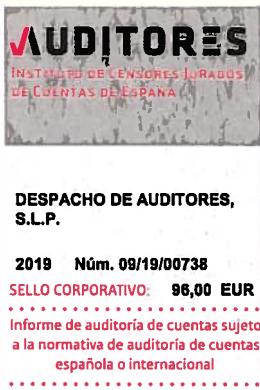 AUDITORES
INSTITUTO DE CENSORES JURADOS
DE CUENTAS DE ESPAÑA
DESPACHO DE AUDITORES,
S.L.P.
2019 Núm. 09/19/00738
SELLO CORPORATIVO: 96,00 EUR
Informe de auditoría de cuentas sujeto
a la normativa de auditoría de cuentas
española o internacional